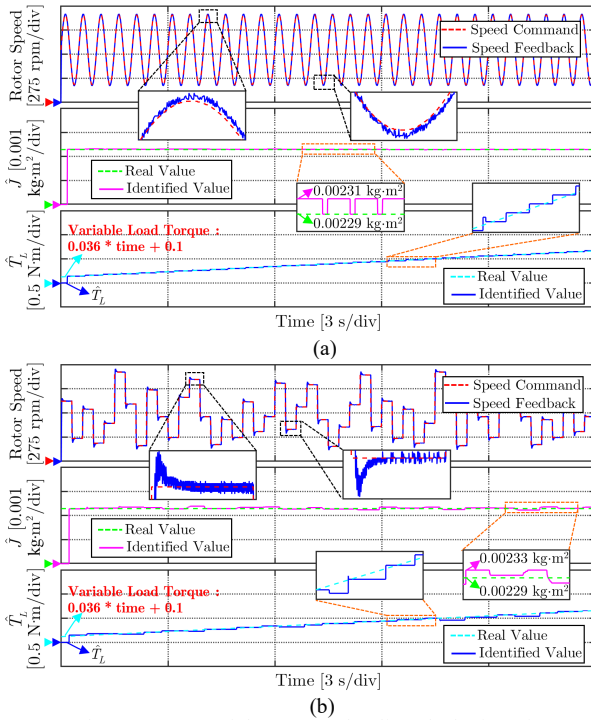 Rotor Speed
[275 rpm/div]
Speed Command
Speed Feedback
Ĵ [0.001
kg·m²/div]
Real Value
Identified Value
0.00231 kg·m²
0.00229 kg·m²
T̂_L
[0.5 N·m/div]
Variable Load Torque :
0.036 * time + 0.1
T̂_L
Real Value
Identified Value
Time [3 s/div]
(a)
Rotor Speed
[275 rpm/div]
Speed Command
Speed Feedback
Ĵ [0.001
kg·m²/div]
Real Value
Identified Value
0.00233 kg·m²
0.00229 kg·m²
T̂_L
[0.5 N·m/div]
Variable Load Torque :
0.036 * time + 0.1
T̂_L
Real Value
Identified Value
Time [3 s/div]
(b)